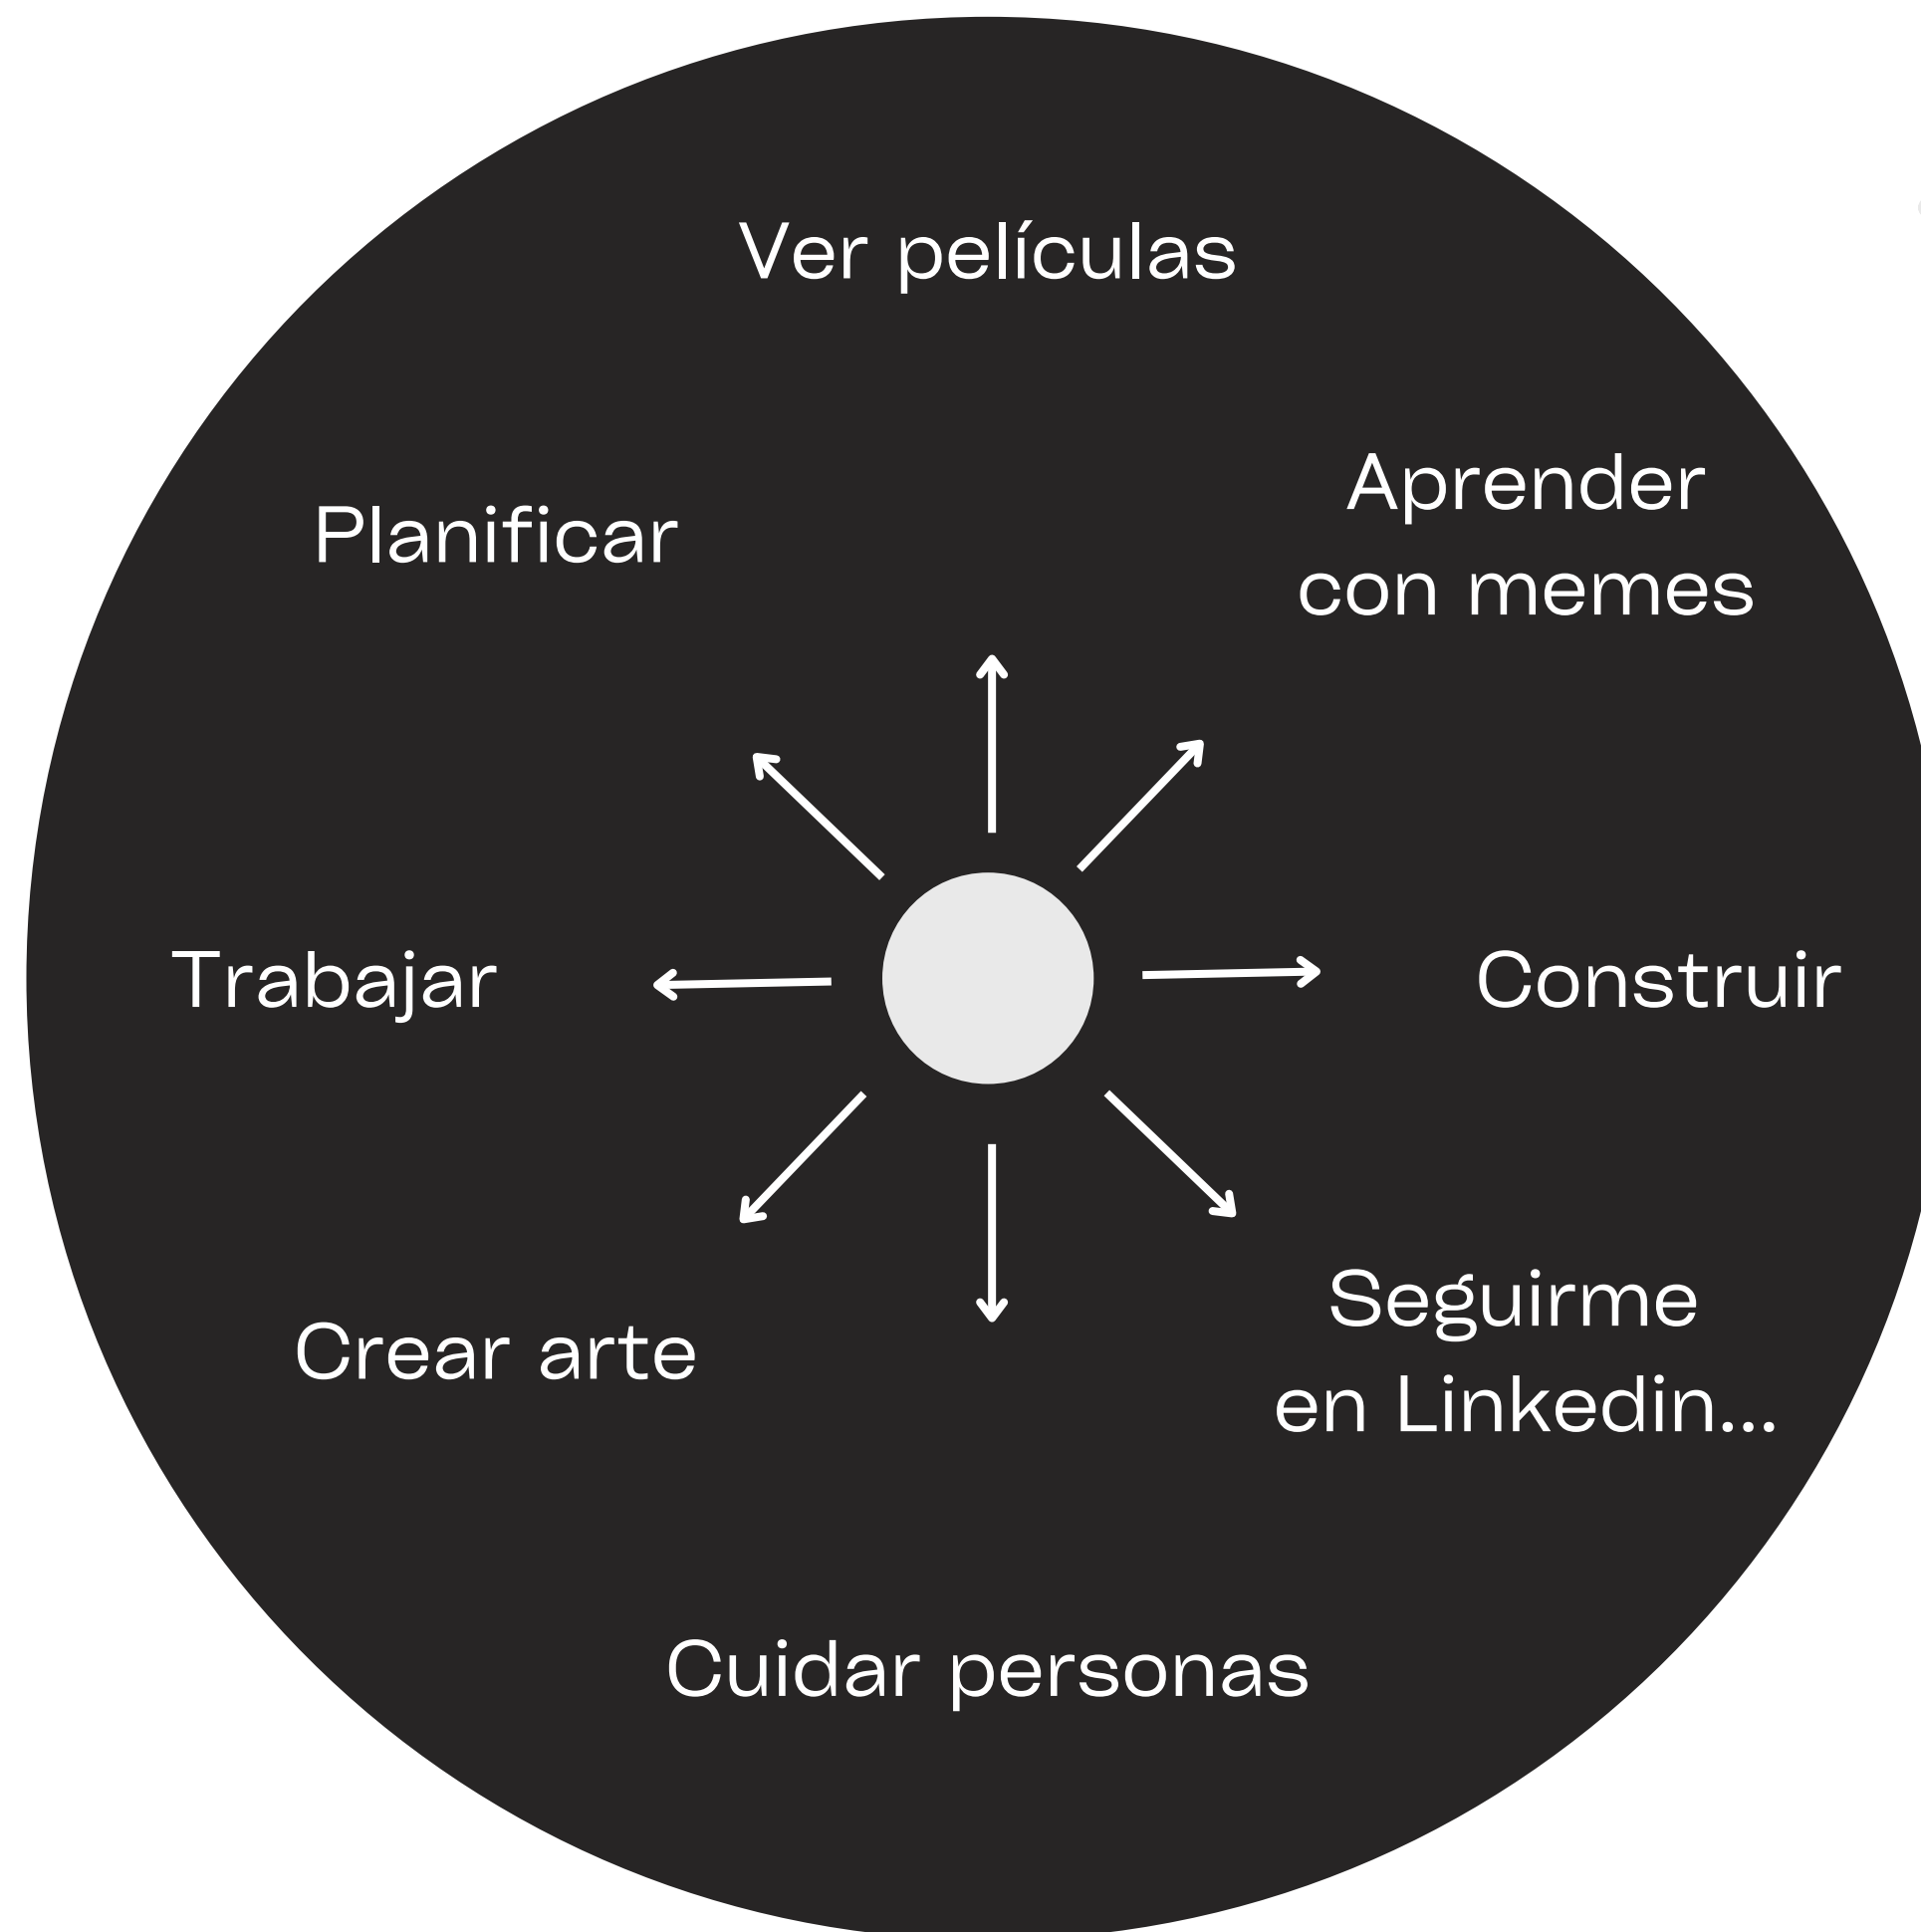 Ver películas
Aprender
con memes
Planificar
Trabajar
Construir
Seguirme
en Linkedin...
Crear arte
Cuidar personas